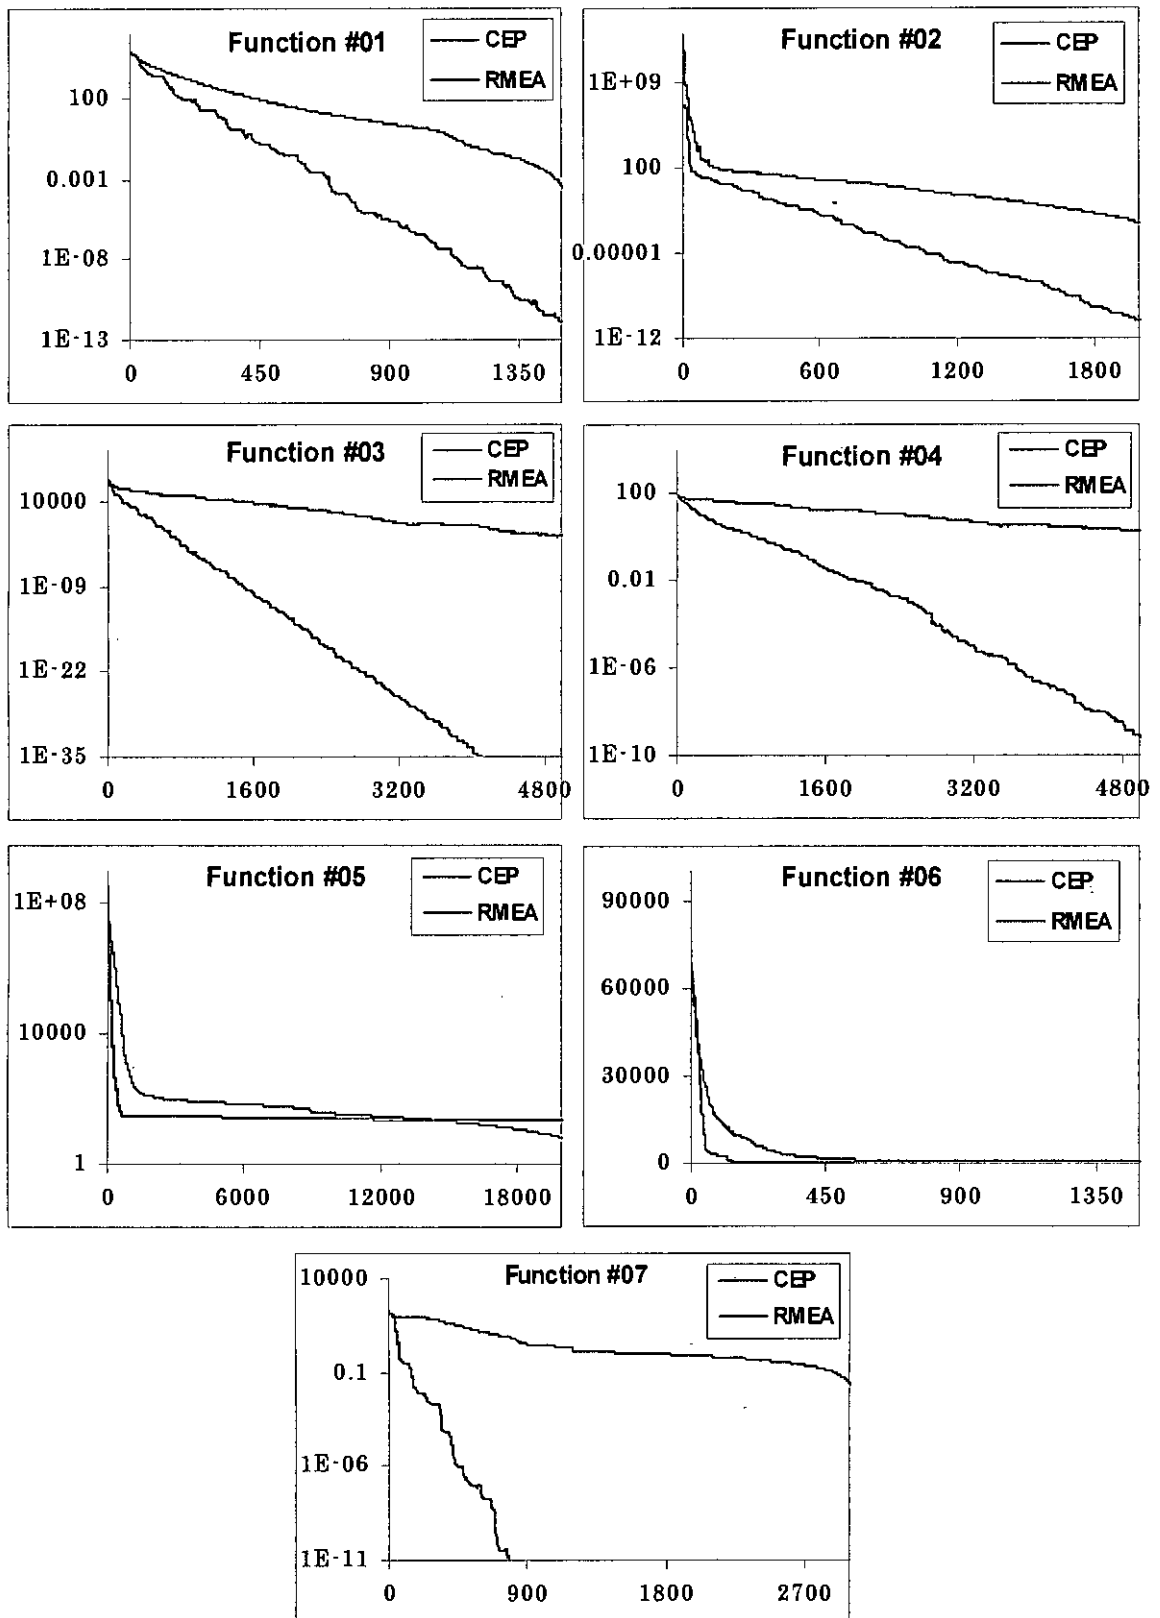 Function #01
CEP
RMEA
100
0.001
1E-08
1E-13
0 450 900 1350
Function #02
CEP
RMEA
1E+09
100
0.00001
1E-12
0 600 1200 1800
Function #03
CEP
RMEA
10000
1E-09
1E-22
1E-35
0 1600 3200 4800
Function #04
CEP
RMEA
100
0.01
1E-06
1E-10
0 1600 3200 4800
Function #05
CEP
RMEA
1E+08
10000
1
0 6000 12000 18000
Function #06
CEP
RMEA
90000
60000
30000
0
0 450 900 1350
Function #07
CEP
RMEA
10000
0.1
1E-06
1E-11
0 900 1800 2700